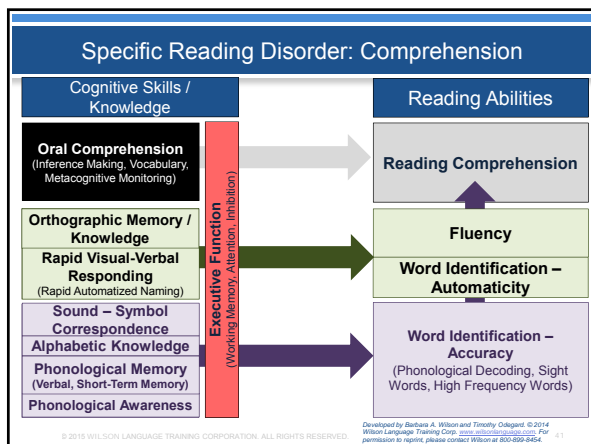 Specific Reading Disorder: Comprehension
Cognitive Skills /
Knowledge
Reading Abilities
Oral Comprehension
(Inference Making, Vocabulary,
Metacognitive Monitoring)
Orthographic Memory /
Knowledge
Rapid Visual-Verbal
Responding
(Rapid Automatized Naming)
Sound – Symbol
Correspondence
Alphabetic Knowledge
Phonological Memory
(Verbal, Short-Term Memory)
Phonological Awareness
Executive Function
(Working Memory, Attention, Inhibition)
Reading Comprehension
Fluency
Word Identification –
Automaticity
Word Identification –
Accuracy
(Phonological Decoding, Sight
Words, High Frequency Words)
© 2015 WILSON LANGUAGE TRAINING CORPORATION. ALL RIGHTS RESERVED.
Developed by Barbara A. Wilson and Timothy Odegard. © 2014
Wilson Language Training Corp. www.wilsonlanguage.com. For
permission to reprint, please contact Wilson at 800-899-8454.
41